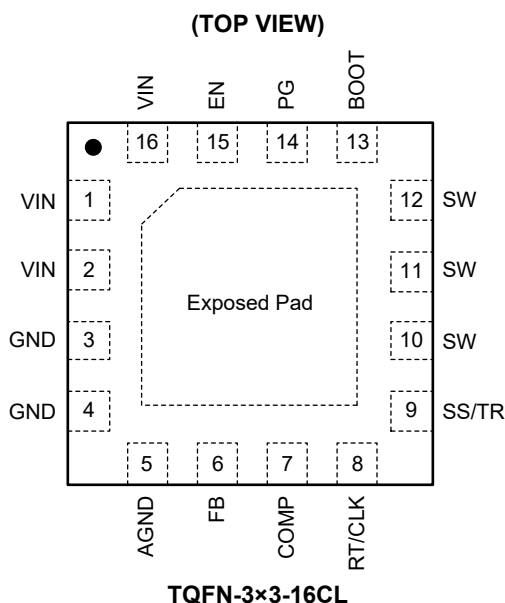 (TOP VIEW)
VIN
EN
PG
BOOT
16
15
14
13
VIN
1
12
SW
VIN
2
11
SW
Exposed Pad
GND
3
10
SW
GND
4
9
SS/TR
5
6
7
8
AGND
FB
COMP
RT/CLK
TQFN-3×3-16CL